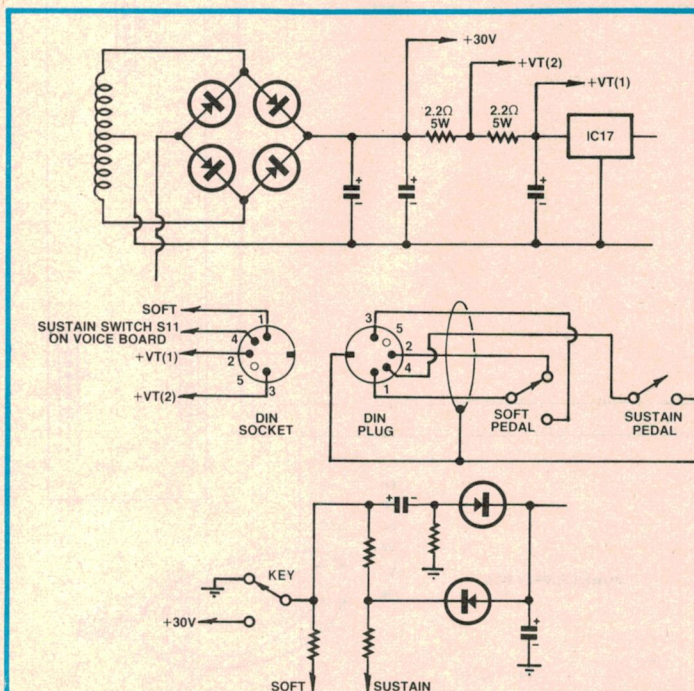 +30V
+VT(2)
+VT(1)
2.2Ω
5W
2.2Ω
5W
IC17
+
−
+
−
+
−
SOFT
1
SUSTAIN SWITCH S11
ON VOICE BOARD
4
+VT(1)
2
5
+VT(2)
3
DIN
SOCKET
3
5
2
4
1
DIN
PLUG
SOFT
PEDAL
SUSTAIN
PEDAL
+
−
KEY
+30V
+
−
SOFT
SUSTAIN